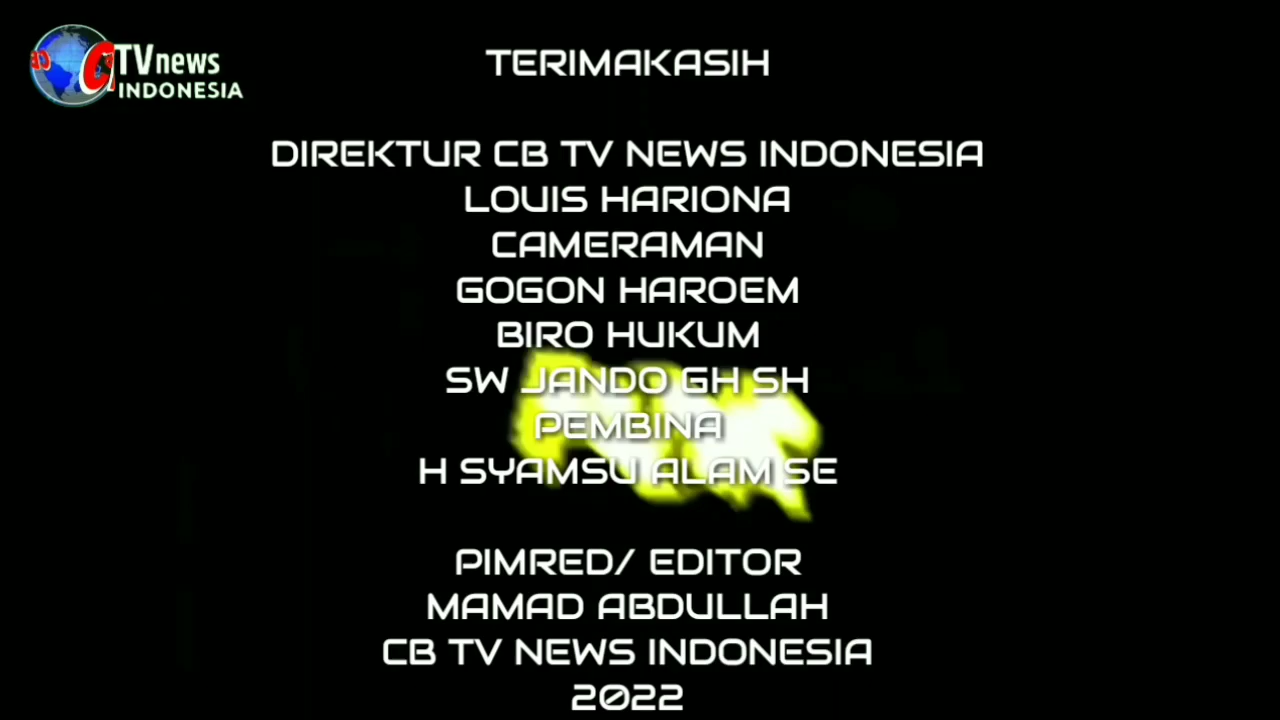 TVnews
INDONESIA
TERIMAKASIH
DIREKTUR CB TV NEWS INDONESIA
LOUIS HARIONA
CAMERAMAN
GOGON HAROEM
BIRO HUKUM
SW JANDO GH SH
PEMBINA
H SYAMSU ALAM SE
PIMRED/ EDITOR
MAMAD ABDULLAH
CB TV NEWS INDONESIA
2022